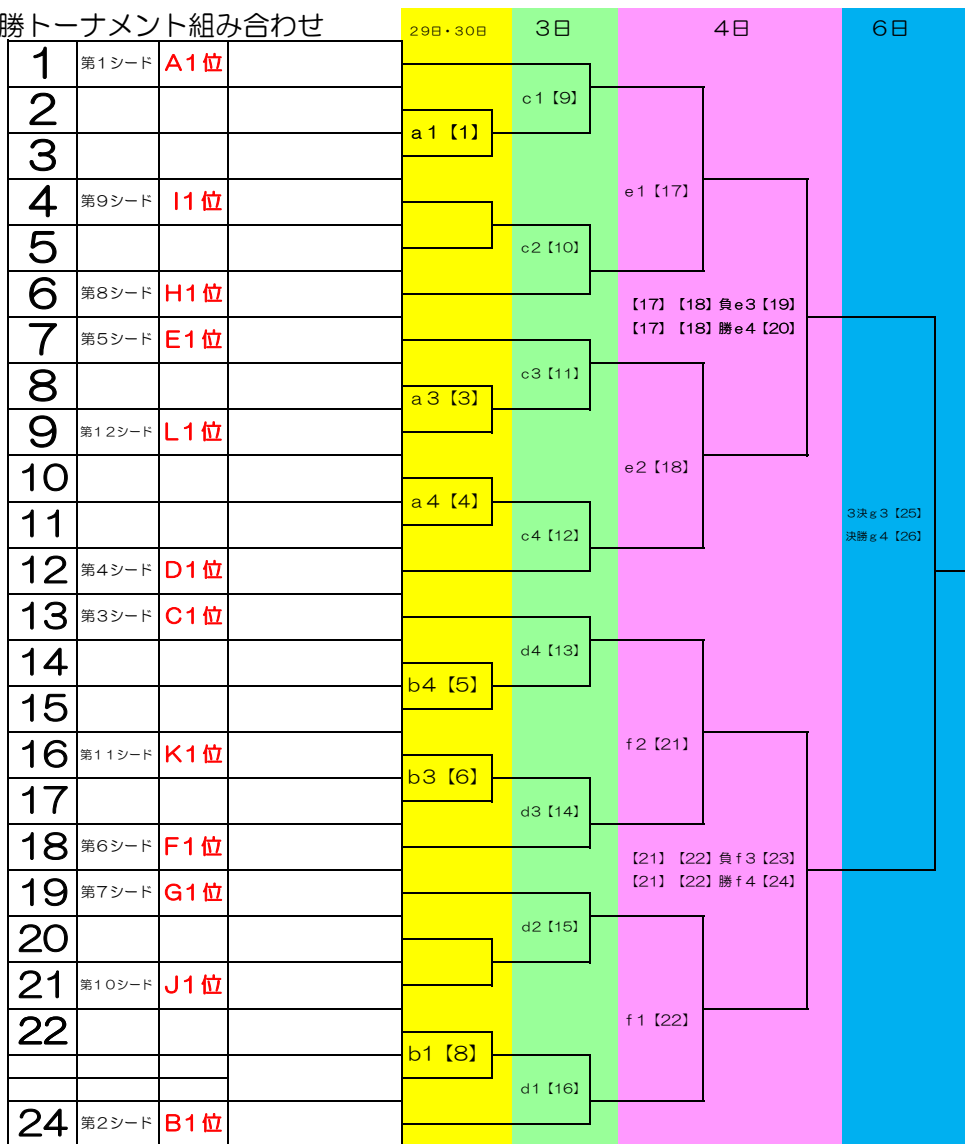 勝トーナメント組み合わせ
29日・30日 3日 4日 6日
1 第1シード A1位
2
3
4 第9シード I1位
5
6 第8シード H1位
7 第5シード E1位
8
9 第12シード L1位
10
11
12 第4シード D1位
13 第3シード C1位
14
15
16 第11シード K1位
17
18 第6シード F1位
19 第7シード G1位
20
21 第10シード J1位
22
24 第2シード B1位
a1【1】
a3【3】
a4【4】
b4【5】
b3【6】
b1【8】
c1【9】
c2【10】
c3【11】
c4【12】
d4【13】
d3【14】
d2【15】
d1【16】
e1【17】
【17】【18】負e3【19】
【17】【18】勝e4【20】
e2【18】
f2【21】
【21】【22】負f3【23】
【21】【22】勝f4【24】
f1【22】
3決g3【25】
決勝g4【26】